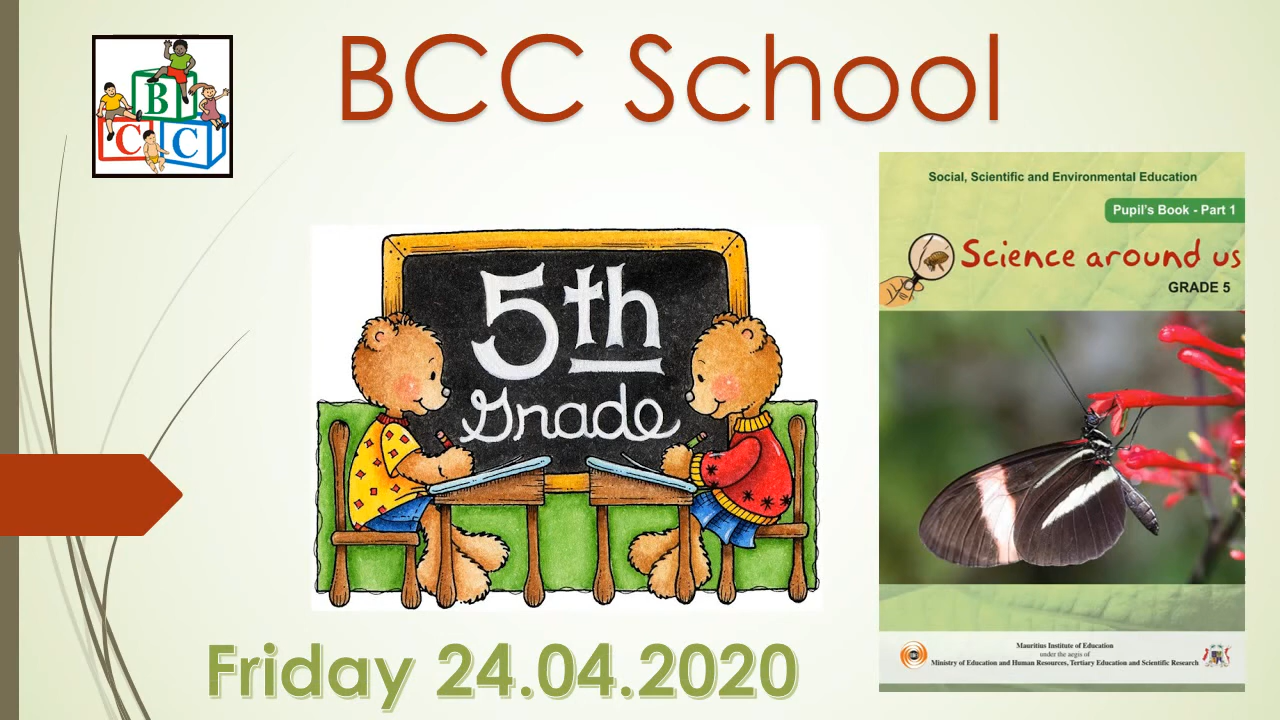 BCC School
B
C C
Social, Scientific and Environmental Education
Pupil's Book - Part 1
Science around us
GRADE 5
5th
Grade
Mauritius Institute of Education
under the aegis of
Ministry of Education and Human Resources, Tertiary Education and Scientific Research
Friday 24.04.2020